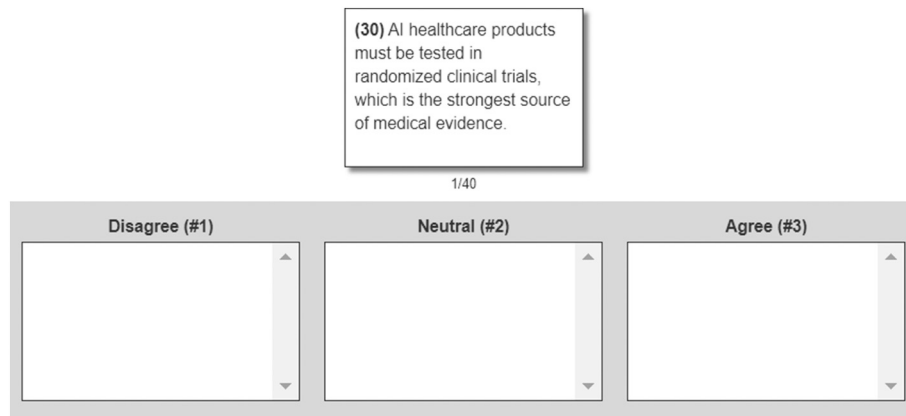 (30) AI healthcare products
must be tested in
randomized clinical trials,
which is the strongest source
of medical evidence.
1/40
Disagree (#1)
Neutral (#2)
Agree (#3)